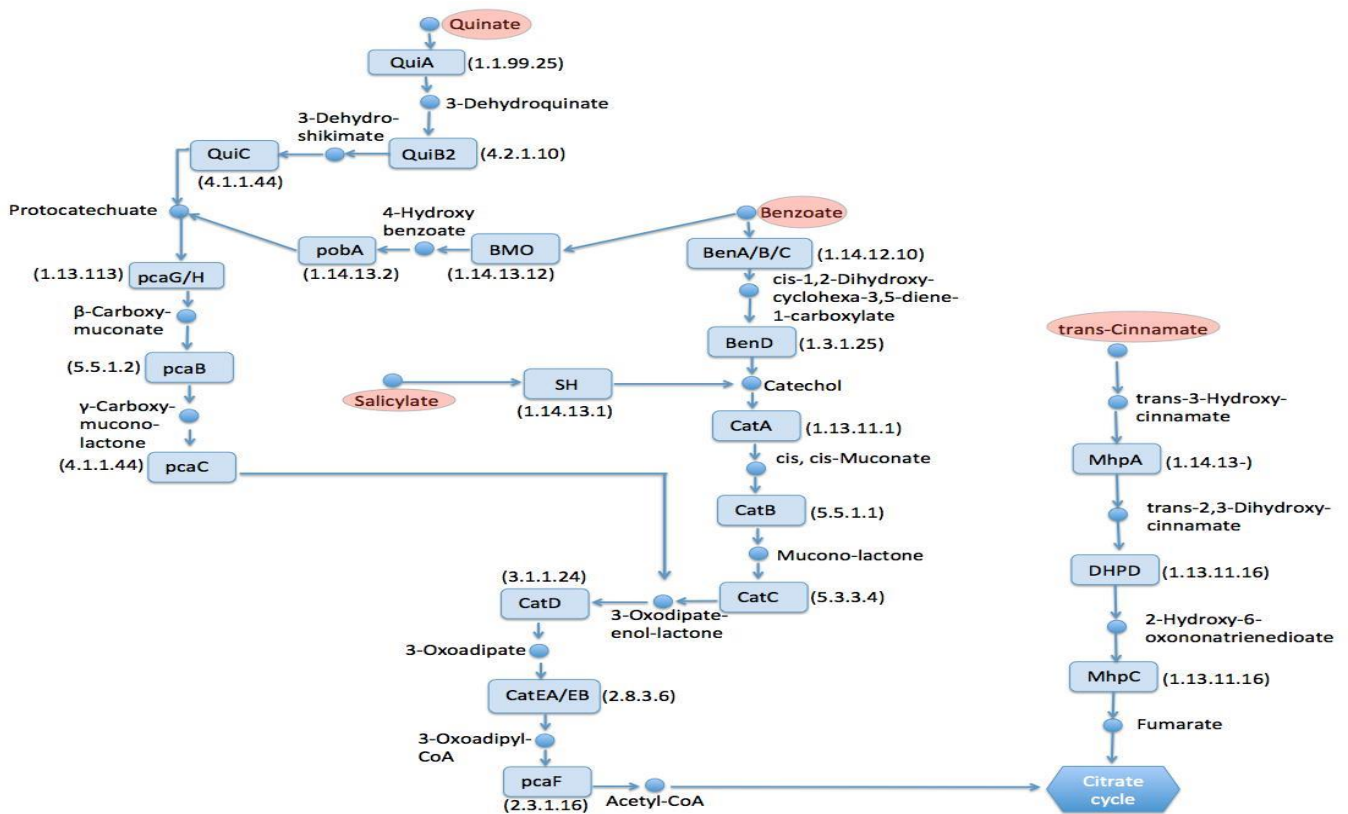 Quinate
QuiA (1.1.99.25)
3-Dehydroquinate
3-Dehydro-
shikimate
QuiC
QuiB2 (4.2.1.10)
(4.1.1.44)
Protocatechuate
4-Hydroxy
benzoate
Benzoate
pobA
BMO
BenA/B/C (1.14.12.10)
(1.13.113) pcaG/H
(1.14.13.2)
(1.14.13.12)
cis-1,2-Dihydroxy-
cyclohexa-3,5-diene-
1-carboxylate
β-Carboxy-
muconate
trans-Cinnamate
BenD (1.3.1.25)
(5.5.1.2) pcaB
SH
Catechol
Salicylate
(1.14.13.1)
trans-3-Hydroxy-
cinnamate
γ-Carboxy-
mucono-
lactone
CatA (1.13.11.1)
(4.1.1.44) pcaC
cis, cis-Muconate
MhpA (1.14.13-)
CatB (5.5.1.1)
trans-2,3-Dihydroxy-
cinnamate
Mucono-lactone
(3.1.1.24)
CatD
DHPD (1.13.11.16)
CatC (5.3.3.4)
3-Oxodipate-
enol-lactone
2-Hydroxy-6-
oxononatrienedioate
3-Oxoadipate
MhpC (1.13.11.16)
CatEA/EB (2.8.3.6)
Fumarate
3-Oxoadipyl-
CoA
pcaF
(2.3.1.16)
Acetyl-CoA
Citrate
cycle